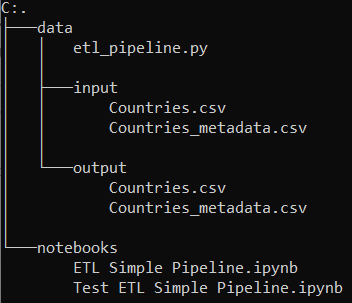 C:.
├───data
│   │   etl_pipeline.py
│   │
│   ├───input
│   │       Countries.csv
│   │       Countries_metadata.csv
│   │
│   └───output
│           Countries.csv
│           Countries_metadata.csv
│
└───notebooks
        ETL Simple Pipeline.ipynb
        Test ETL Simple Pipeline.ipynb